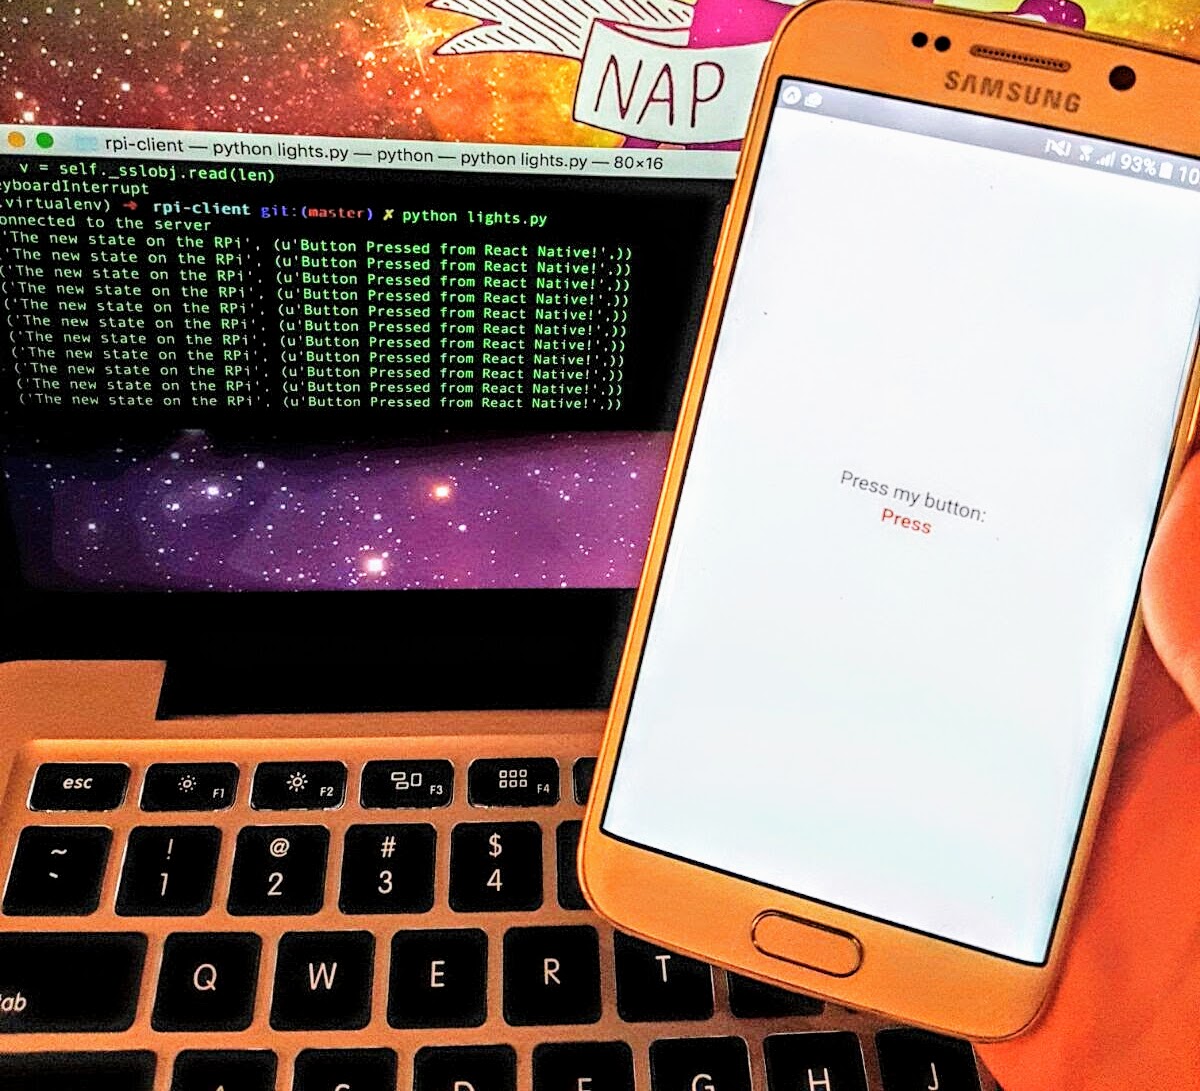 NAP
rpi-client — python lights.py — python — python lights.py — 80×16
v = self._sslobj.read(len)
eyboardInterrupt
.virtualenv) ➜ rpi-client git:(master) ✗ python lights.py
onnected to the server
'The new state on the RPi', (u'Button Pressed from React Native!',))
'The new state on the RPi', (u'Button Pressed from React Native!',))
('The new state on the RPi', (u'Button Pressed from React Native!',))
('The new state on the RPi', (u'Button Pressed from React Native!',))
('The new state on the RPi', (u'Button Pressed from React Native!',))
('The new state on the RPi', (u'Button Pressed from React Native!',))
('The new state on the RPi', (u'Button Pressed from React Native!',))
('The new state on the RPi', (u'Button Pressed from React Native!',))
('The new state on the RPi', (u'Button Pressed from React Native!',))
('The new state on the RPi', (u'Button Pressed from React Native!',))
('The new state on the RPi', (u'Button Pressed from React Native!',))
SAMSUNG
93% 10
Press my button:
Press
esc F1 F2 F3 F4
~ ! @ # $
` 1 2 3 4
tab Q W E R T
A S D F G H J